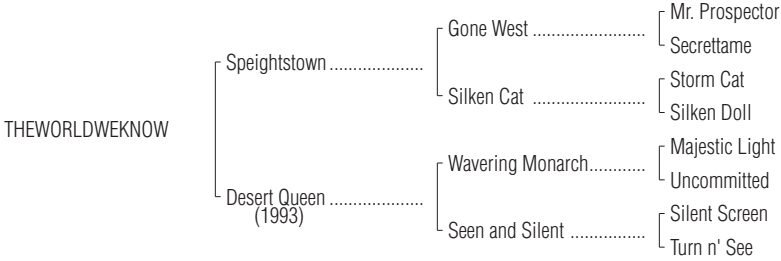 Mr. Prospector
Gone West ........................
Secrettame
Speightstown ....................
Storm Cat
Silken Cat ........................
Silken Doll
THEWORLDWEKNOW
Majestic Light
Wavering Monarch............
Uncommitted
Desert Queen ....................
(1993)
Silent Screen
Seen and Silent ................
Turn n' See